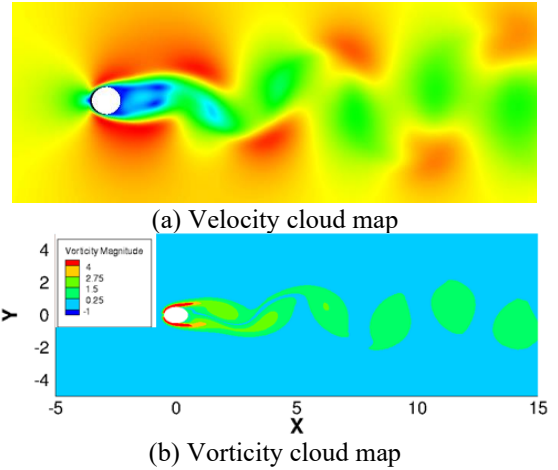 (a) Velocity cloud map
Vorticity Magnitude
4
2.75
1.5
0.25
-1
4
2
0
-2
-4
Y
-5 0 5 10 15
X
(b) Vorticity cloud map